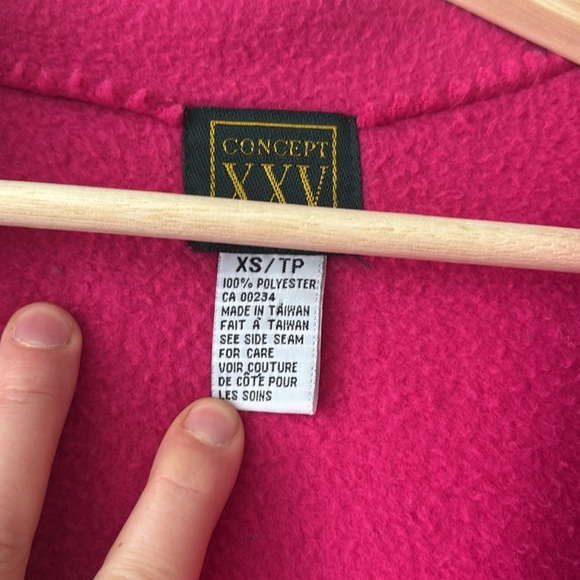 CONCEPT
XXV
XS/TP
100% POLYESTER
CA 00234
MADE IN TAIWAN
FAIT À TAIWAN
SEE SIDE SEAM
FOR CARE
VOIR COUTURE
DE CÔTÉ POUR
LES SOINS